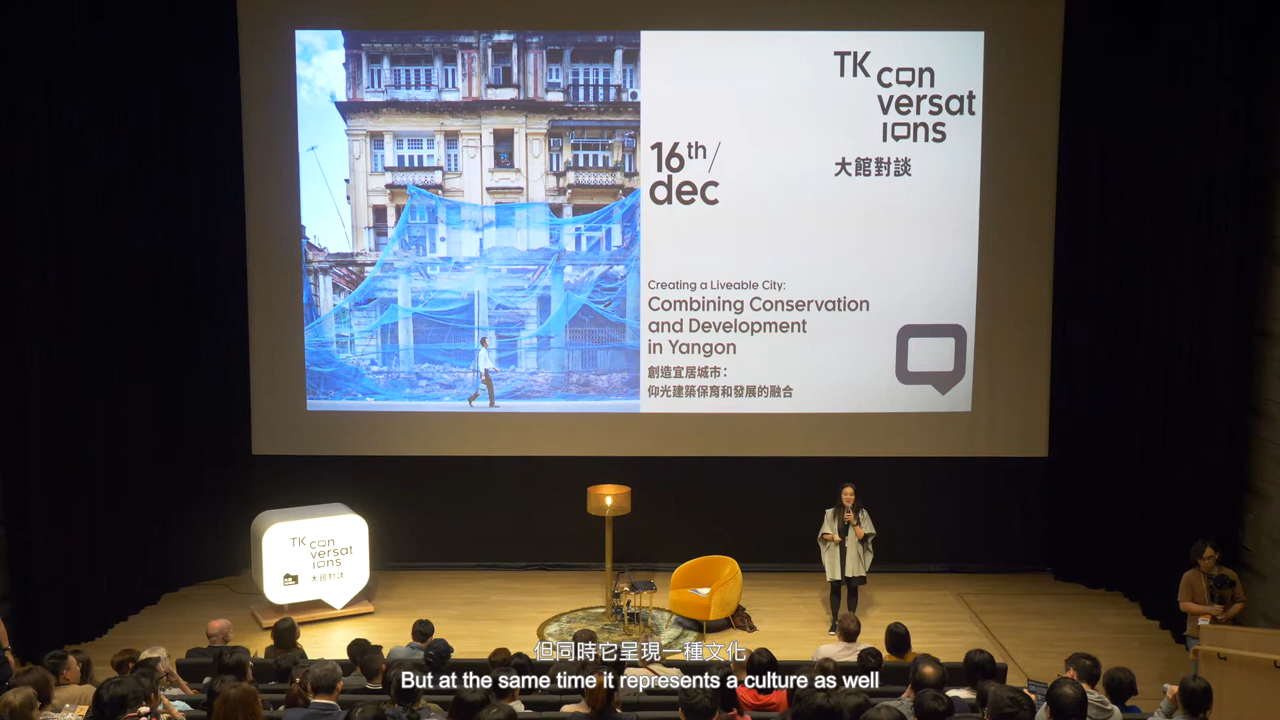 TK
con
versat
ions
大館對談
16th/
dec
Creating a Liveable City:
Combining Conservation
and Development
in Yangon
創造宜居城市：
仰光建築保育和發展的融合
TK
con
versat
ions
大館對談
但同時它呈現一種文化
But at the same time it represents a culture as well